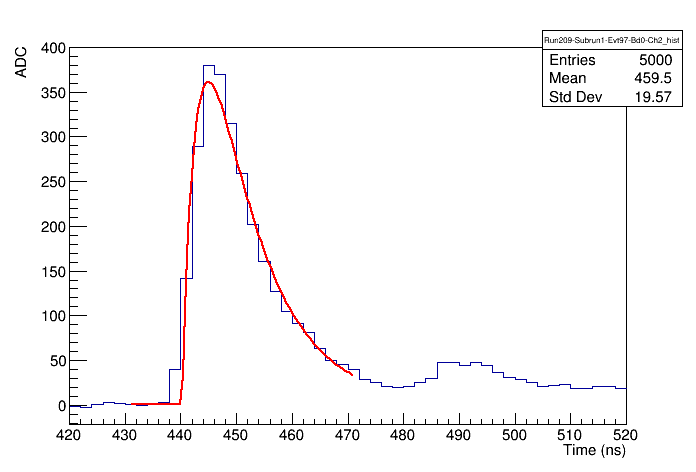 Run209-Subrun1-Evt97-Bd0-Ch2_hist
Entries 5000
Mean 459.5
Std Dev 19.57
ADC
400
350
300
250
200
150
100
50
0
420 430 440 450 460 470 480 490 500 510 520
Time (ns)